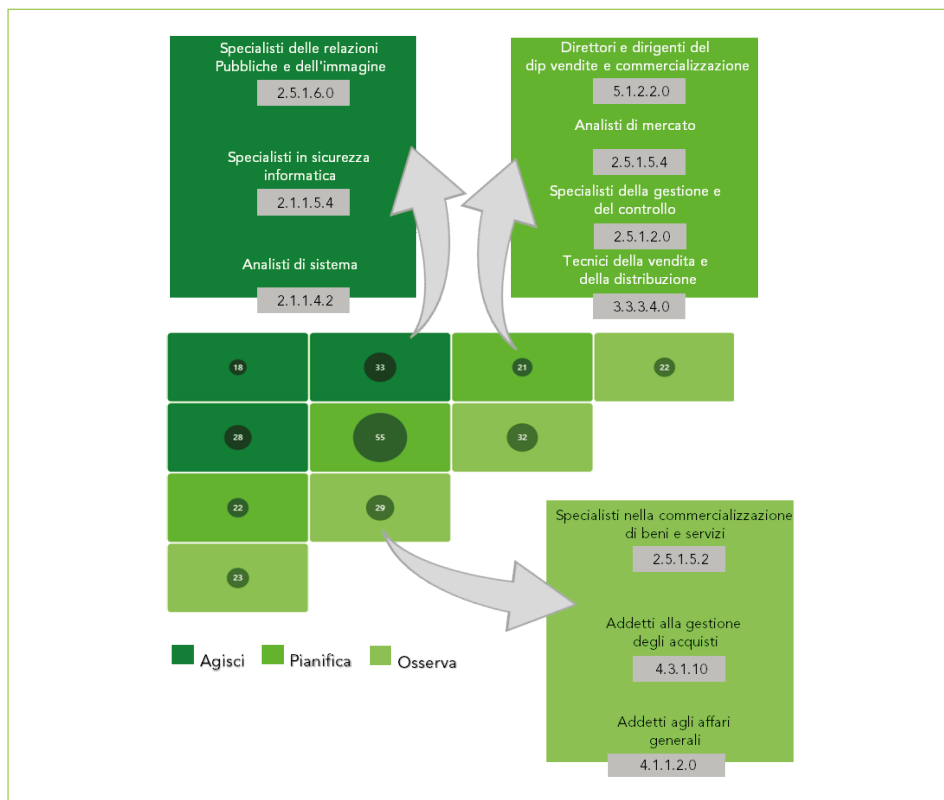 Specialisti delle relazioni
Pubbliche e dell'immagine
2.5.1.6.0
Specialisti in sicurezza
informatica
2.1.1.5.4
Analisti di sistema
2.1.1.4.2
Direttori e dirigenti del
dip vendite e commercializzazione
5.1.2.2.0
Analisti di mercato
2.5.1.5.4
Specialisti della gestione e
del controllo
2.5.1.2.0
Tecnici della vendita e
della distribuzione
3.3.3.4.0
18 33 21 22
28 55 32
22 29
23
Agisci Pianifica Osserva
Specialisti nella commercializzazione
di beni e servizi
2.5.1.5.2
Addetti alla gestione
degli acquisti
4.3.1.10
Addetti agli affari
generali
4.1.1.2.0